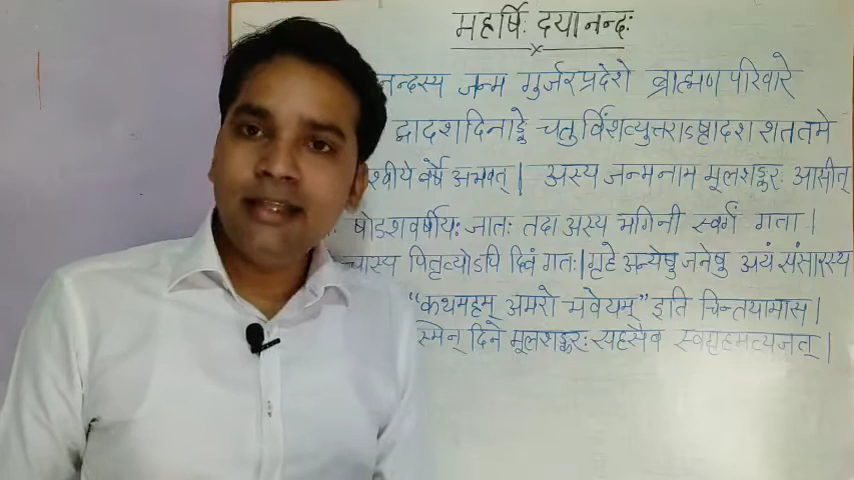 महर्षिः दयानन्दः
नन्दस्य जन्म गुर्जरप्रदेशे ब्राह्मण परिवारे
द्वादशदिनाङ्के चतुर्विंशत्युत्तराऽष्टादश शततमे
वर्षे अभवत्। अस्य जन्मनाम मूलशङ्करः आसीत्
षोडशवर्षीयः जातः तदा अस्य भगिनी स्वर्गं गता।
पितृव्योऽपि दिवं गतः। गृहे अन्येषु जनेषु अयं संसारस्य
“कथमहम् अमरो भवेयम्” इति चिन्तयामास।
स्मिन् दिने मूलशङ्करः सहसैव स्वगृहमत्यजत्।